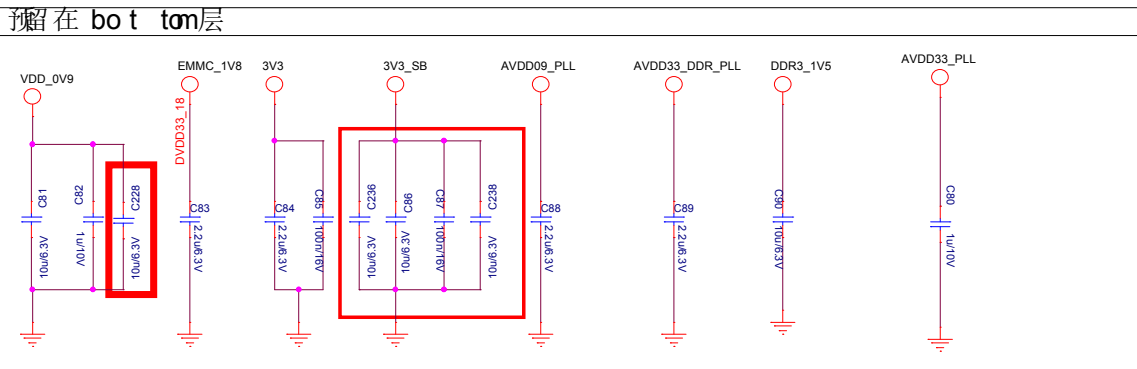 预留在 bottom层
VDD_0V9
EMMC_1V8
3V3
3V3_SB
AVDD09_PLL
AVDD33_DDR_PLL
DDR3_1V5
AVDD33_PLL
DVDD33_18
C81
10u/6.3V
C82
1u/10V
C228
10u/6.3V
C83
2.2u/6.3V
C84
2.2u/6.3V
C85
100n/16V
C236
10u/6.3V
C86
10u/6.3V
C87
100n/16V
C238
10u/6.3V
C88
2.2u/6.3V
C89
2.2u/6.3V
C90
10u/6.3V
C80
1u/10V